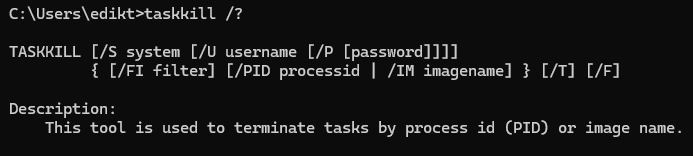 C:\Users\edikt>taskkill /?
TASKKILL [/S system [/U username [/P [password]]]]
{ [/FI filter] [/PID processid | /IM imagename] } [/T] [/F]
Description:
This tool is used to terminate tasks by process id (PID) or image name.